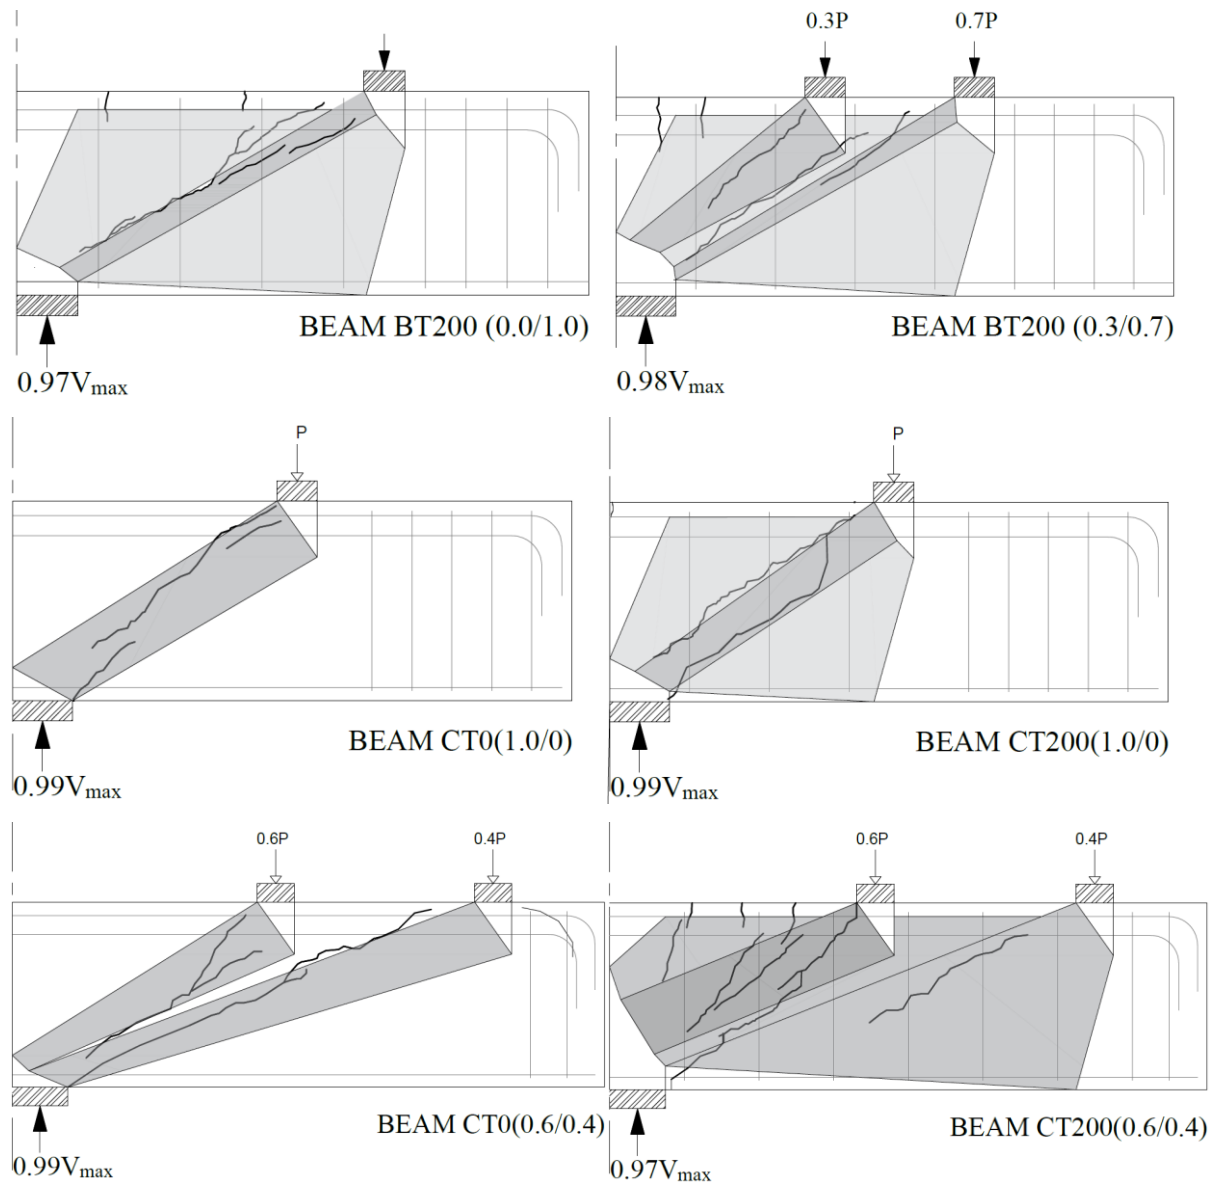 0.3P 0.7P
BEAM BT200 (0.0/1.0)
BEAM BT200 (0.3/0.7)
0.97Vmax
0.98Vmax
P
P
BEAM CT0(1.0/0)
BEAM CT200(1.0/0)
0.99Vmax
0.99Vmax
0.6P 0.4P
0.6P 0.4P
BEAM CT0(0.6/0.4)
BEAM CT200(0.6/0.4)
0.99Vmax
0.97Vmax